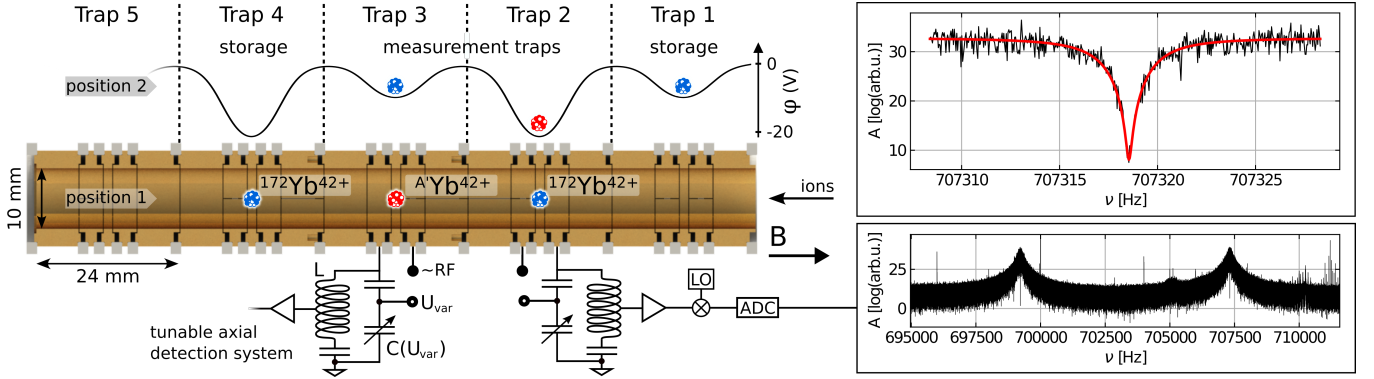 Trap 5 Trap 4 Trap 3 Trap 2 Trap 1
storage measurement traps storage
position 2
0
φ (V)
-20
10 mm
position 1
¹⁷²Yb⁴²⁺ ᴬ'Yb⁴²⁺ ¹⁷²Yb⁴²⁺
ions
B
24 mm
L
~RF
U_var
C(U_var)
tunable axial
detection system
LO
ADC
A [log(arb.u.)]
30
20
10
707310 707315 707320 707325
ν [Hz]
A [log(arb.u.)]
25
0
695000 697500 700000 702500 705000 707500 710000
ν [Hz]